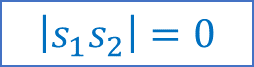 |s₁s₂| = 0